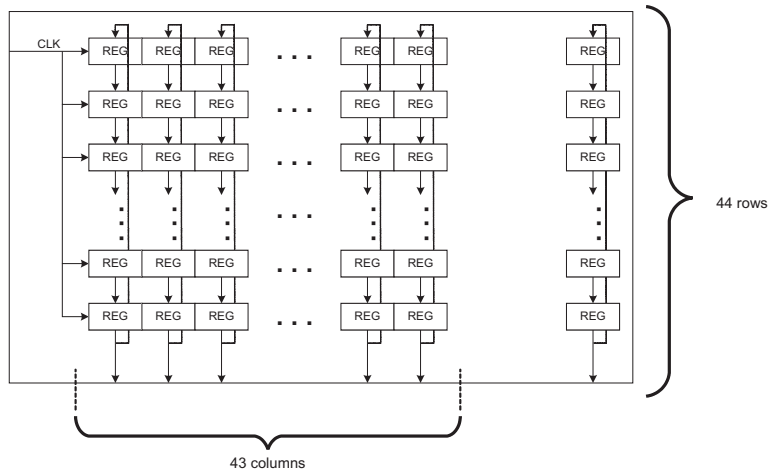 CLK
REG REG REG . . . REG REG REG
REG REG REG . . . REG REG REG
REG REG REG . . . REG REG REG
. . .
REG REG REG . . . REG REG REG
REG REG REG . . . REG REG REG
44 rows
43 columns